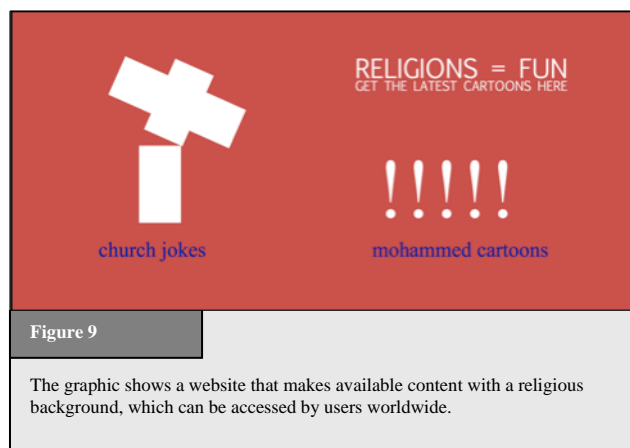 RELIGIONS = FUN
GET THE LATEST CARTOONS HERE
!!!!!
church jokes
mohammed cartoons
Figure 9
The graphic shows a website that makes available content with a religious
background, which can be accessed by users worldwide.